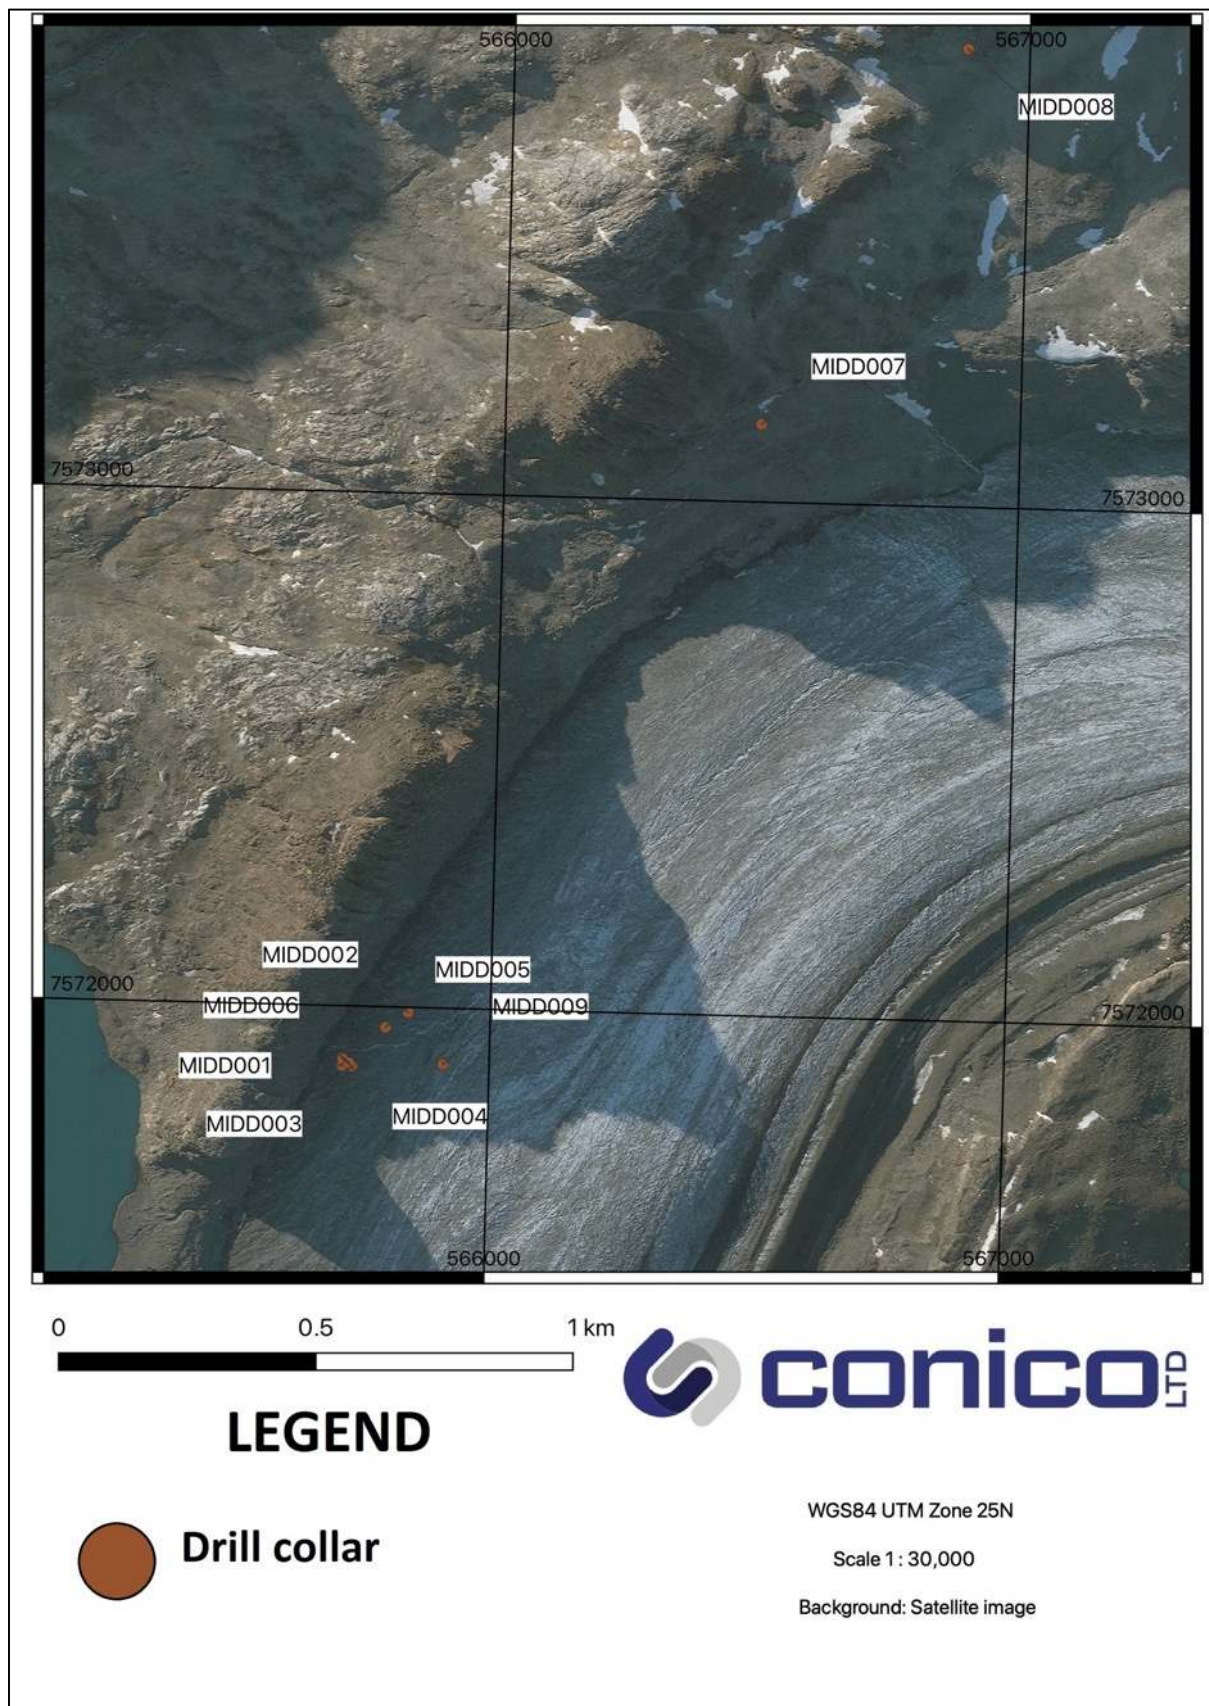 566000
567000
MIDD008
MIDD007
7573000
7573000
MIDD002
MIDD005
7572000
MIDD006
MIDD009
7572000
MIDD001
MIDD004
MIDD003
566000
567000
0 0.5 1 km
conico LTD
LEGEND
Drill collar
WGS84 UTM Zone 25N
Scale 1 : 30,000
Background: Satellite image